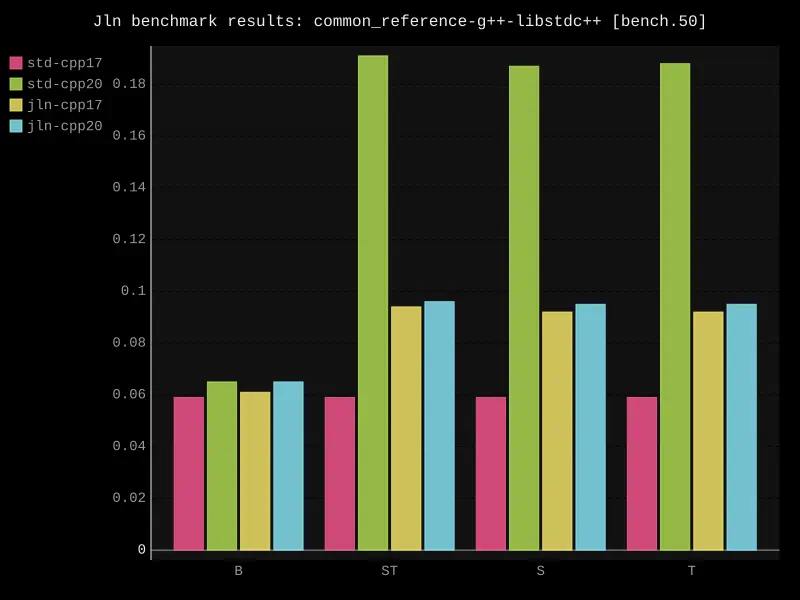 Jln benchmark results: common_reference-g++-libstdc++ [bench.50]
std-cpp17
std-cpp20
jln-cpp17
jln-cpp20
0.18
0.16
0.14
0.12
0.1
0.08
0.06
0.04
0.02
0
B ST S T